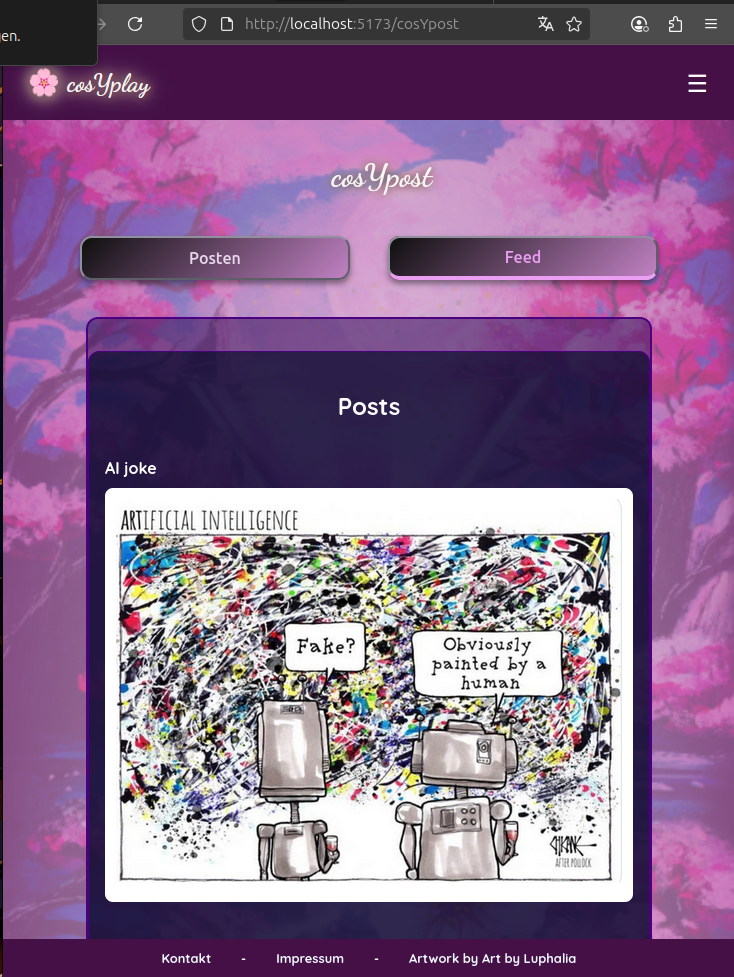 gen.
http://localhost:5173/cosYpost
cosYplay
cosYpost
Posten
Feed
Posts
AI joke
ARTIFICIAL INTELLIGENCE
Fake?
Obviously
painted by a
human
AFTER POLLOCK
Kontakt - Impressum - Artwork by Art by Luphalia